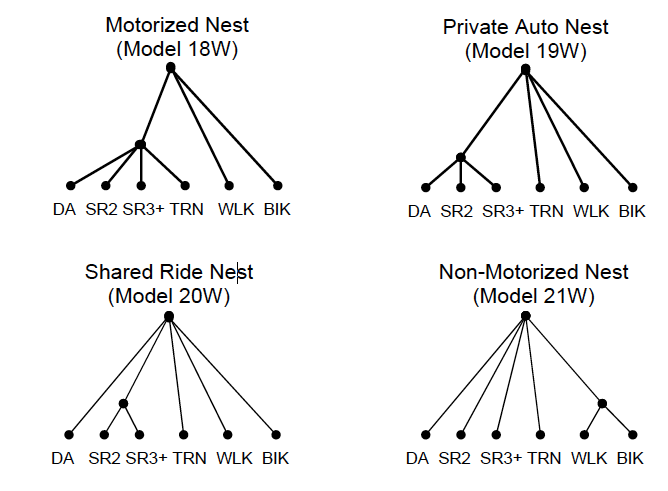 Motorized Nest
(Model 18W)
DA SR2 SR3+ TRN WLK BIK
Private Auto Nest
(Model 19W)
DA SR2 SR3+ TRN WLK BIK
Shared Ride Nest
(Model 20W)
DA SR2 SR3+ TRN WLK BIK
Non-Motorized Nest
(Model 21W)
DA SR2 SR3+ TRN WLK BIK